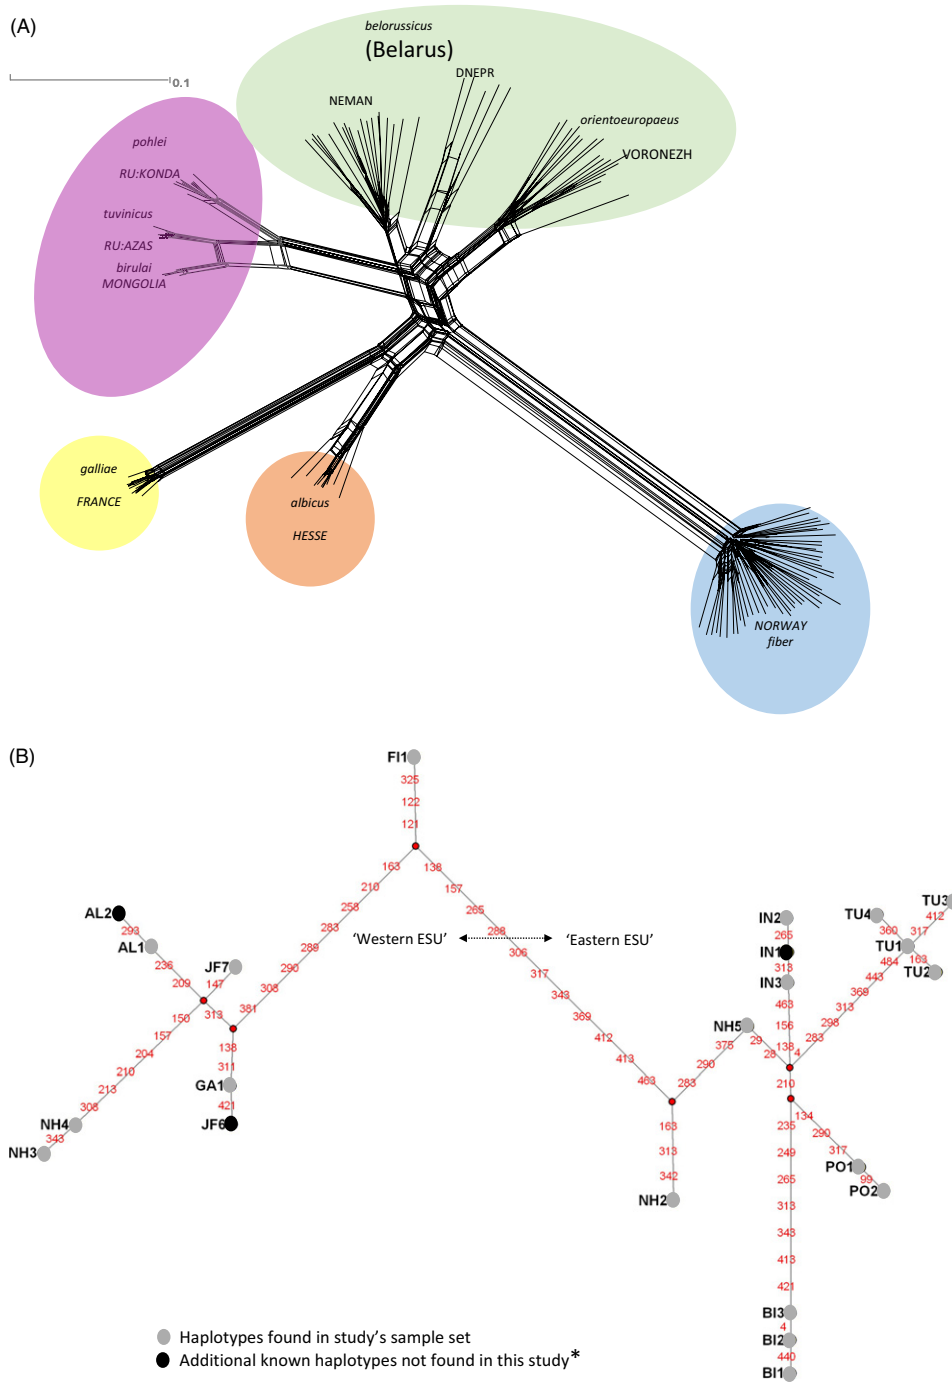 (A)
belorussicus
(Belarus)
0.1
DNEPR
NEMAN
orientoeuropaeus
VORONEZH
pohlei
RU:KONDA
tuvinicus
RU:AZAS
birulai
MONGOLIA
galliae
FRANCE
albicus
HESSE
NORWAY
fiber
(B)
FI1
325
122
121
163
210
258
283
289
290
308
381
138
157
265
288
306
317
343
369
412
413
463
'Western ESU'
'Eastern ESU'
AL2
293
AL1
236
209
JF7
147
313
150
157
204
210
213
308
NH4
343
NH3
138
311
GA1
421
JF6
163
313
342
NH2
283
290
375
NH5
29
28
IN2
265
IN1
313
IN3
463
156
138
4
283
298
313
369
443
484
TU1
360
TU4
317
412
TU3
163
TU2
210
134
290
317
PO1
99
PO2
235
249
265
313
343
413
421
BI3
4
BI2
440
BI1
Haplotypes found in study's sample set
Additional known haplotypes not found in this study*